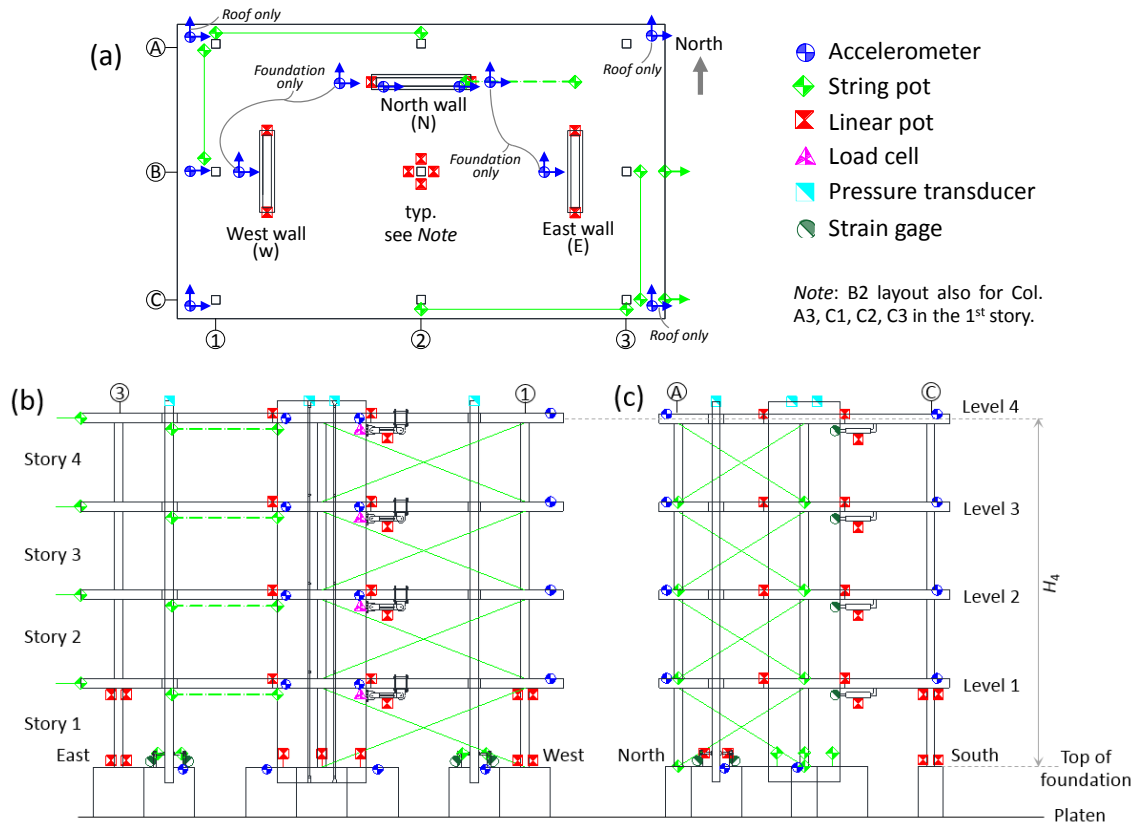 (a)
Roof only
A
Foundation
only
North wall
(N)
Foundation
only
Roof only
North
B
West wall
(w)
typ.
see Note
East wall
(E)
C
Roof only
1
2
3
Accelerometer
String pot
Linear pot
Load cell
Pressure transducer
Strain gage
Note: B2 layout also for Col.
A3, C1, C2, C3 in the 1st story.
(b)
3
1
Story 4
Story 3
Story 2
Story 1
East
West
(c)
A
C
Level 4
Level 3
Level 2
Level 1
H4
North
South
Top of
foundation
Platen